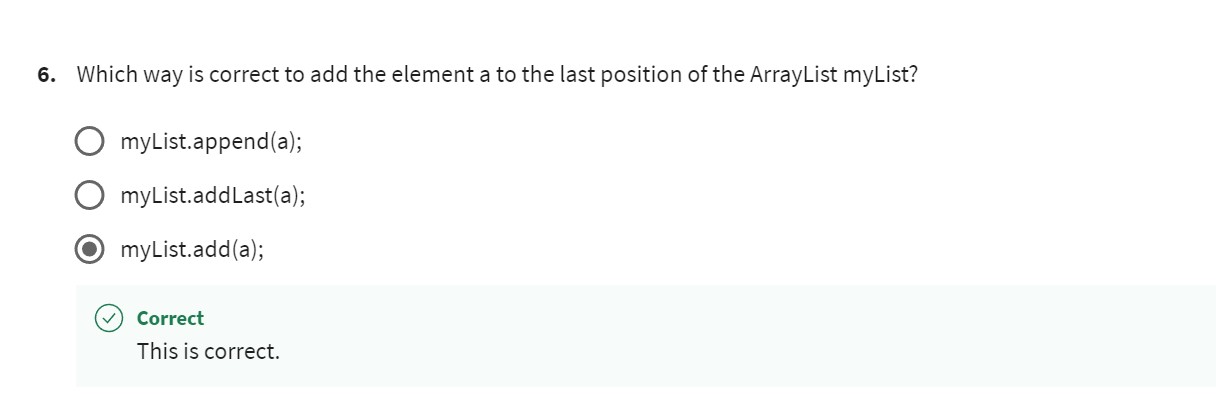 6. Which way is correct to add the element a to the last position of the ArrayList myList?
myList.append(a);
myList.addLast(a);
myList.add(a);
Correct
This is correct.